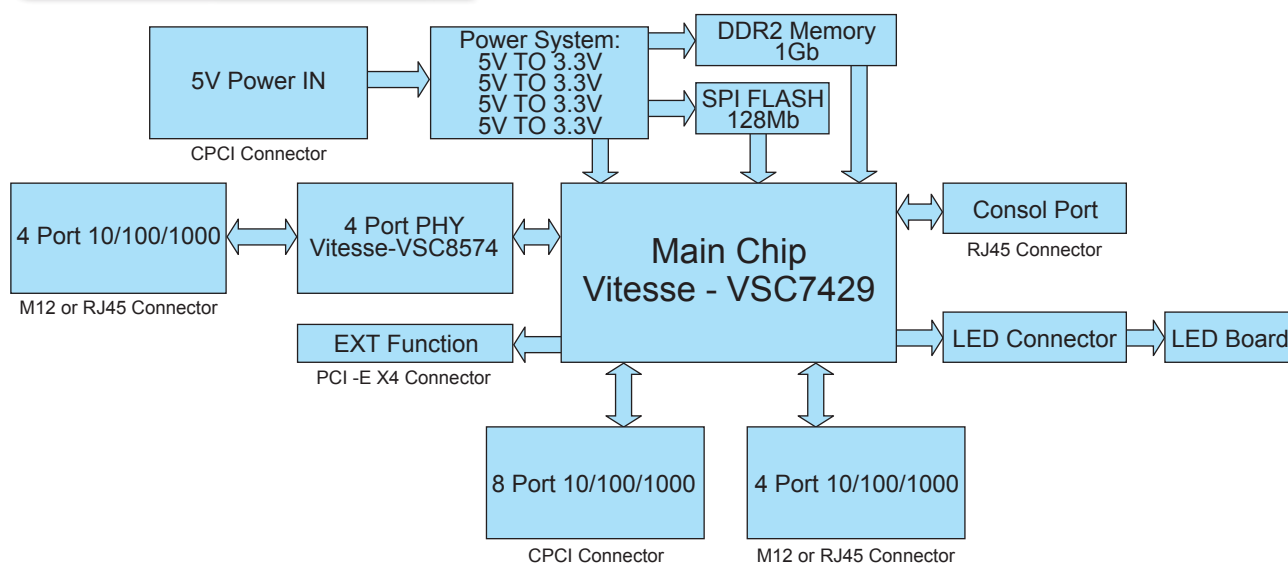 5V Power IN
CPCI Connector
Power System:
5V TO 3.3V
5V TO 3.3V
5V TO 3.3V
5V TO 3.3V
DDR2 Memory
1Gb
SPI FLASH
128Mb
4 Port 10/100/1000
M12 or RJ45 Connector
4 Port PHY
Vitesse-VSC8574
Main Chip
Vitesse - VSC7429
Consol Port
RJ45 Connector
EXT Function
PCI -E X4 Connector
LED Connector
LED Board
8 Port 10/100/1000
CPCI Connector
4 Port 10/100/1000
M12 or RJ45 Connector